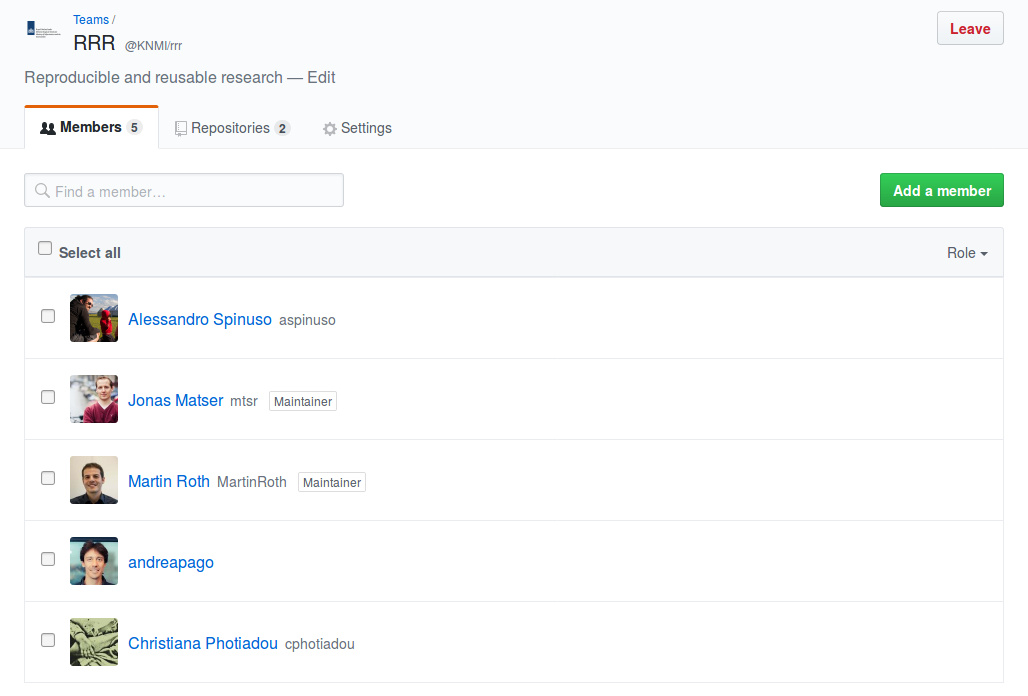 Teams /
RRR @KNMI/rrr
Leave
Reproducible and reusable research — Edit
Members 5 Repositories 2 Settings
Find a member…
Add a member
Select all Role
Alessandro Spinuso aspinuso
Jonas Matser mtsr Maintainer
Martin Roth MartinRoth Maintainer
andreapago
Christiana Photiadou cphotiadou